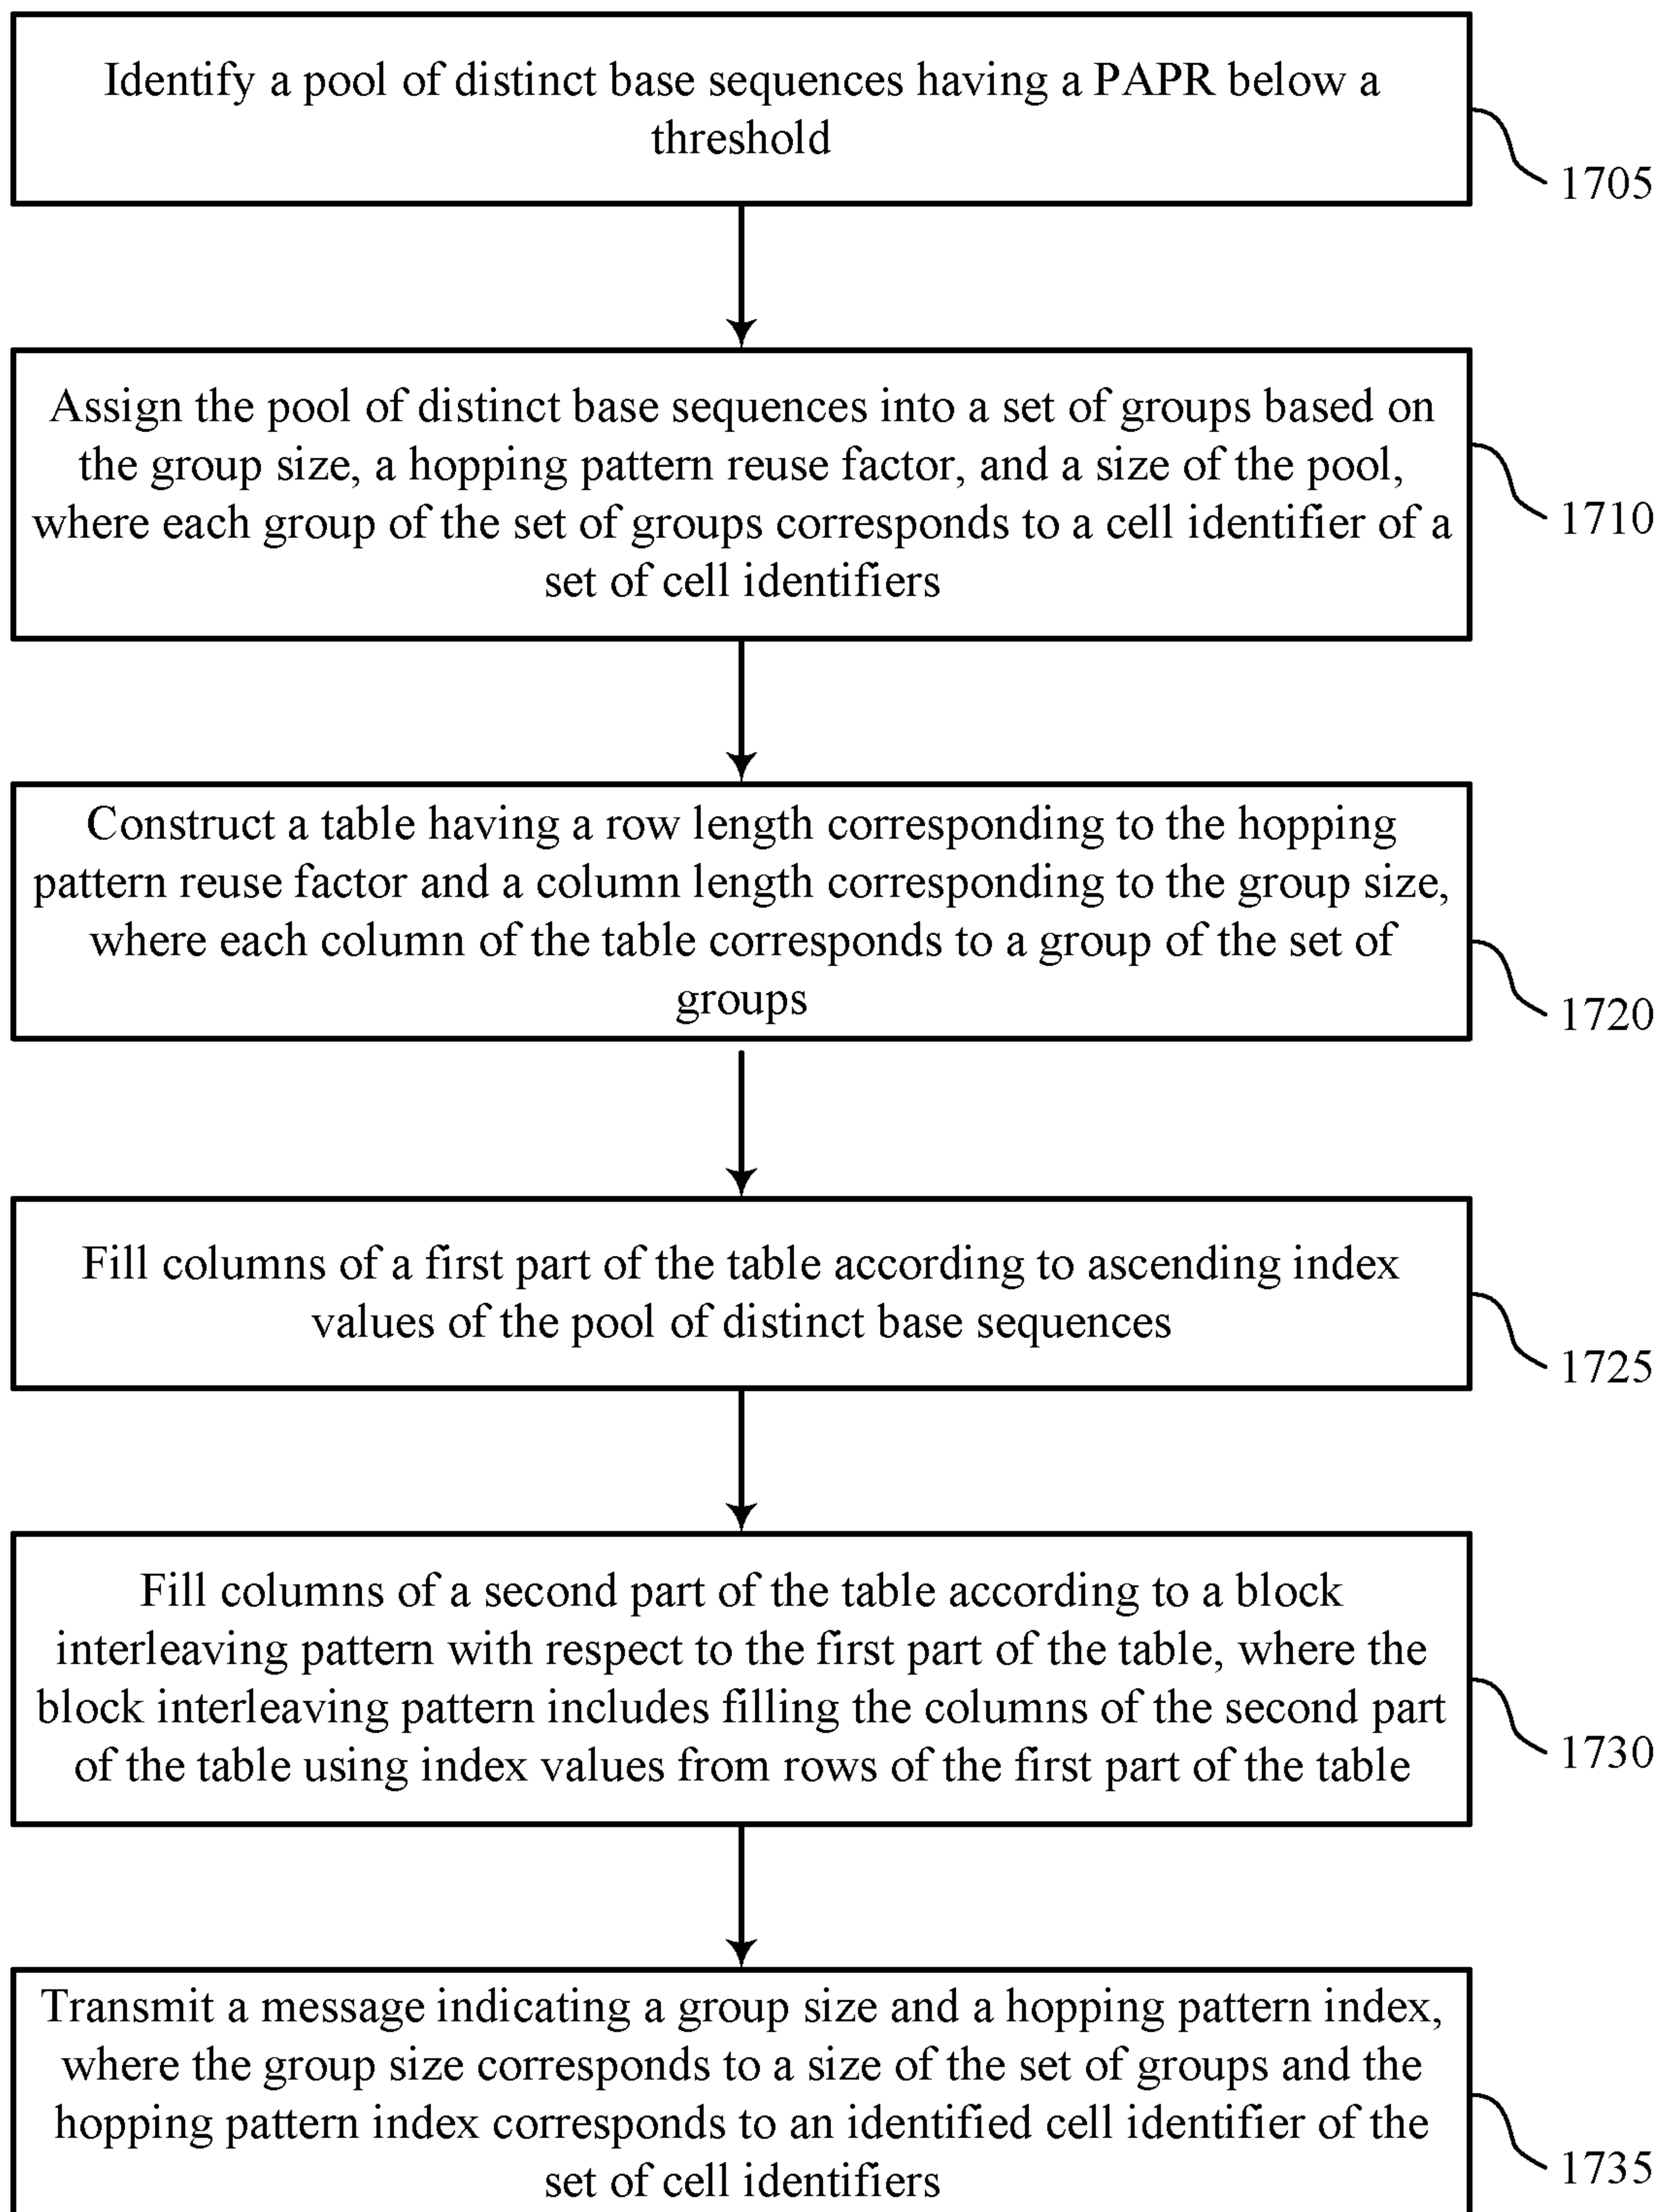 Identify a pool of distinct base sequences having a PAPR below a
threshold
1705
Assign the pool of distinct base sequences into a set of groups based on
the group size, a hopping pattern reuse factor, and a size of the pool,
where each group of the set of groups corresponds to a cell identifier of a
set of cell identifiers
1710
Construct a table having a row length corresponding to the hopping
pattern reuse factor and a column length corresponding to the group size,
where each column of the table corresponds to a group of the set of
groups
1720
Fill columns of a first part of the table according to ascending index
values of the pool of distinct base sequences
1725
Fill columns of a second part of the table according to a block
interleaving pattern with respect to the first part of the table, where the
block interleaving pattern includes filling the columns of the second part
of the table using index values from rows of the first part of the table
1730
Transmit a message indicating a group size and a hopping pattern index,
where the group size corresponds to a size of the set of groups and the
hopping pattern index corresponds to an identified cell identifier of the
set of cell identifiers
1735